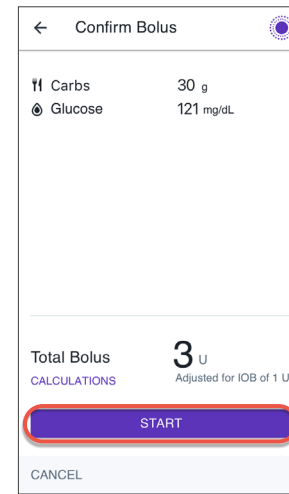 Confirm Bolus
Carbs 30 g
Glucose 121 mg/dL
Total Bolus 3 U
CALCULATIONS Adjusted for IOB of 1 U
START
CANCEL